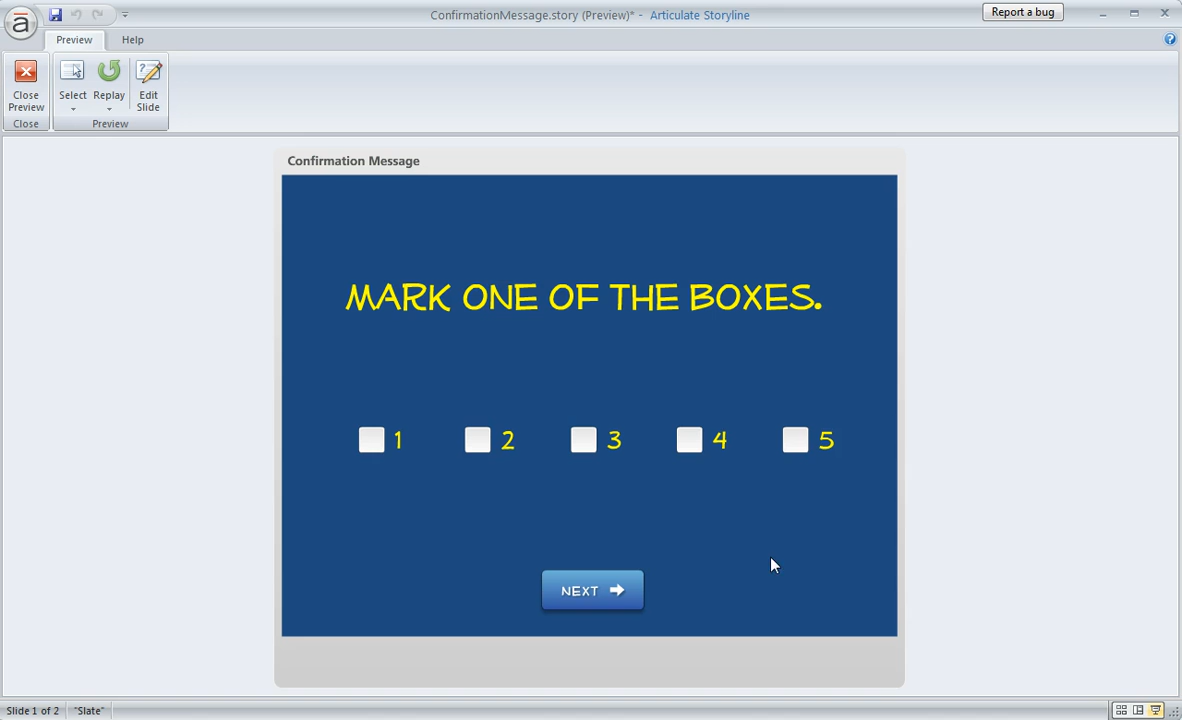 ConfirmationMessage.story (Preview)* - Articulate Storyline
Report a bug
Preview Help
Close Preview
Select
Replay
Edit Slide
Close
Preview
Confirmation Message
MARK ONE OF THE BOXES.
1 2 3 4 5
NEXT
Slide 1 of 2 "Slate"